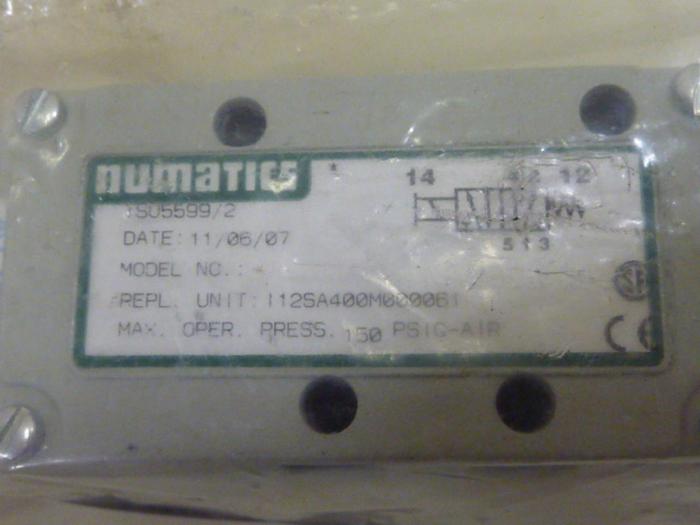 numatics
14 4 2 12
5 1 3
ISO5599/2
DATE: 11/06/07
MODEL NO.:
REPL. UNIT: I12SA400M000061
MAX. OPER. PRESS. 150 PSIG-AIR
CE